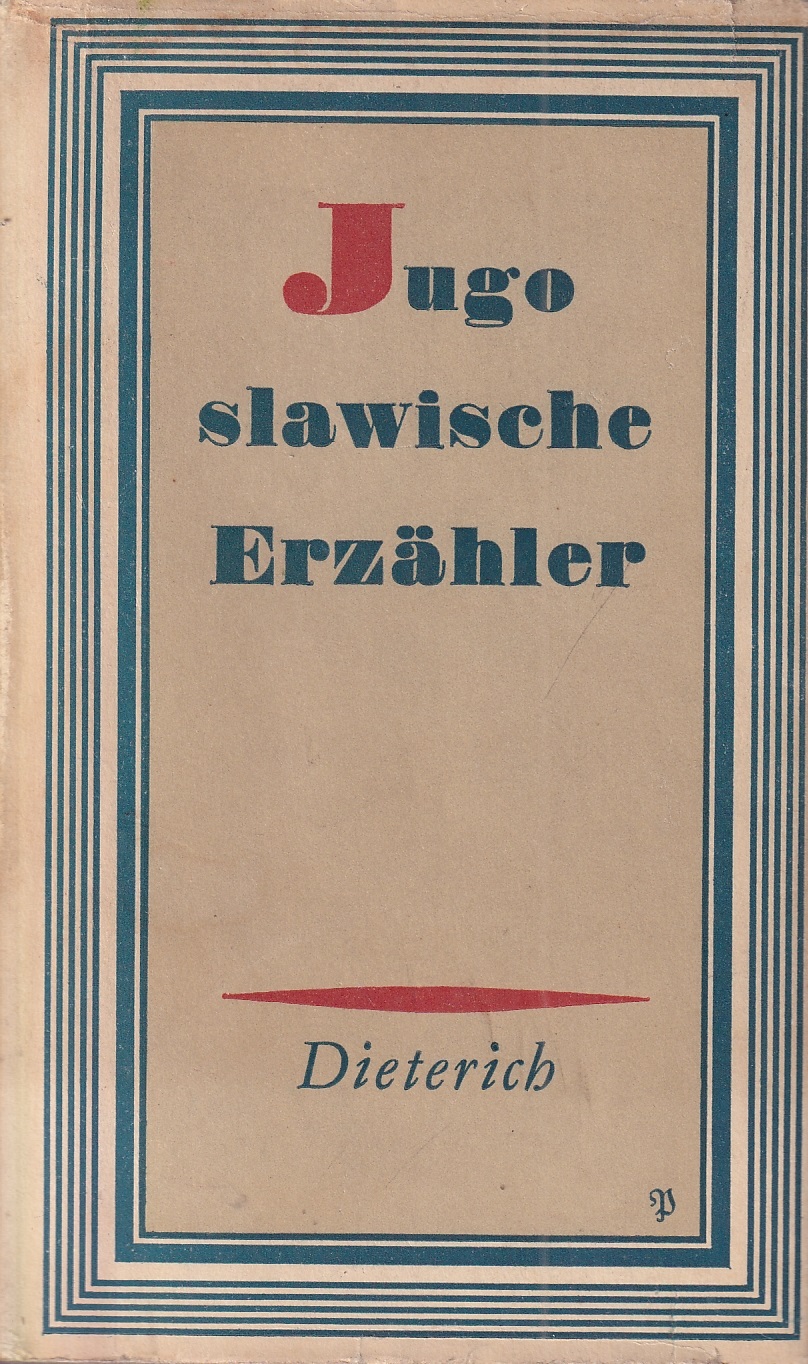 Jugo
slawische
Erzähler
Dieterich
P